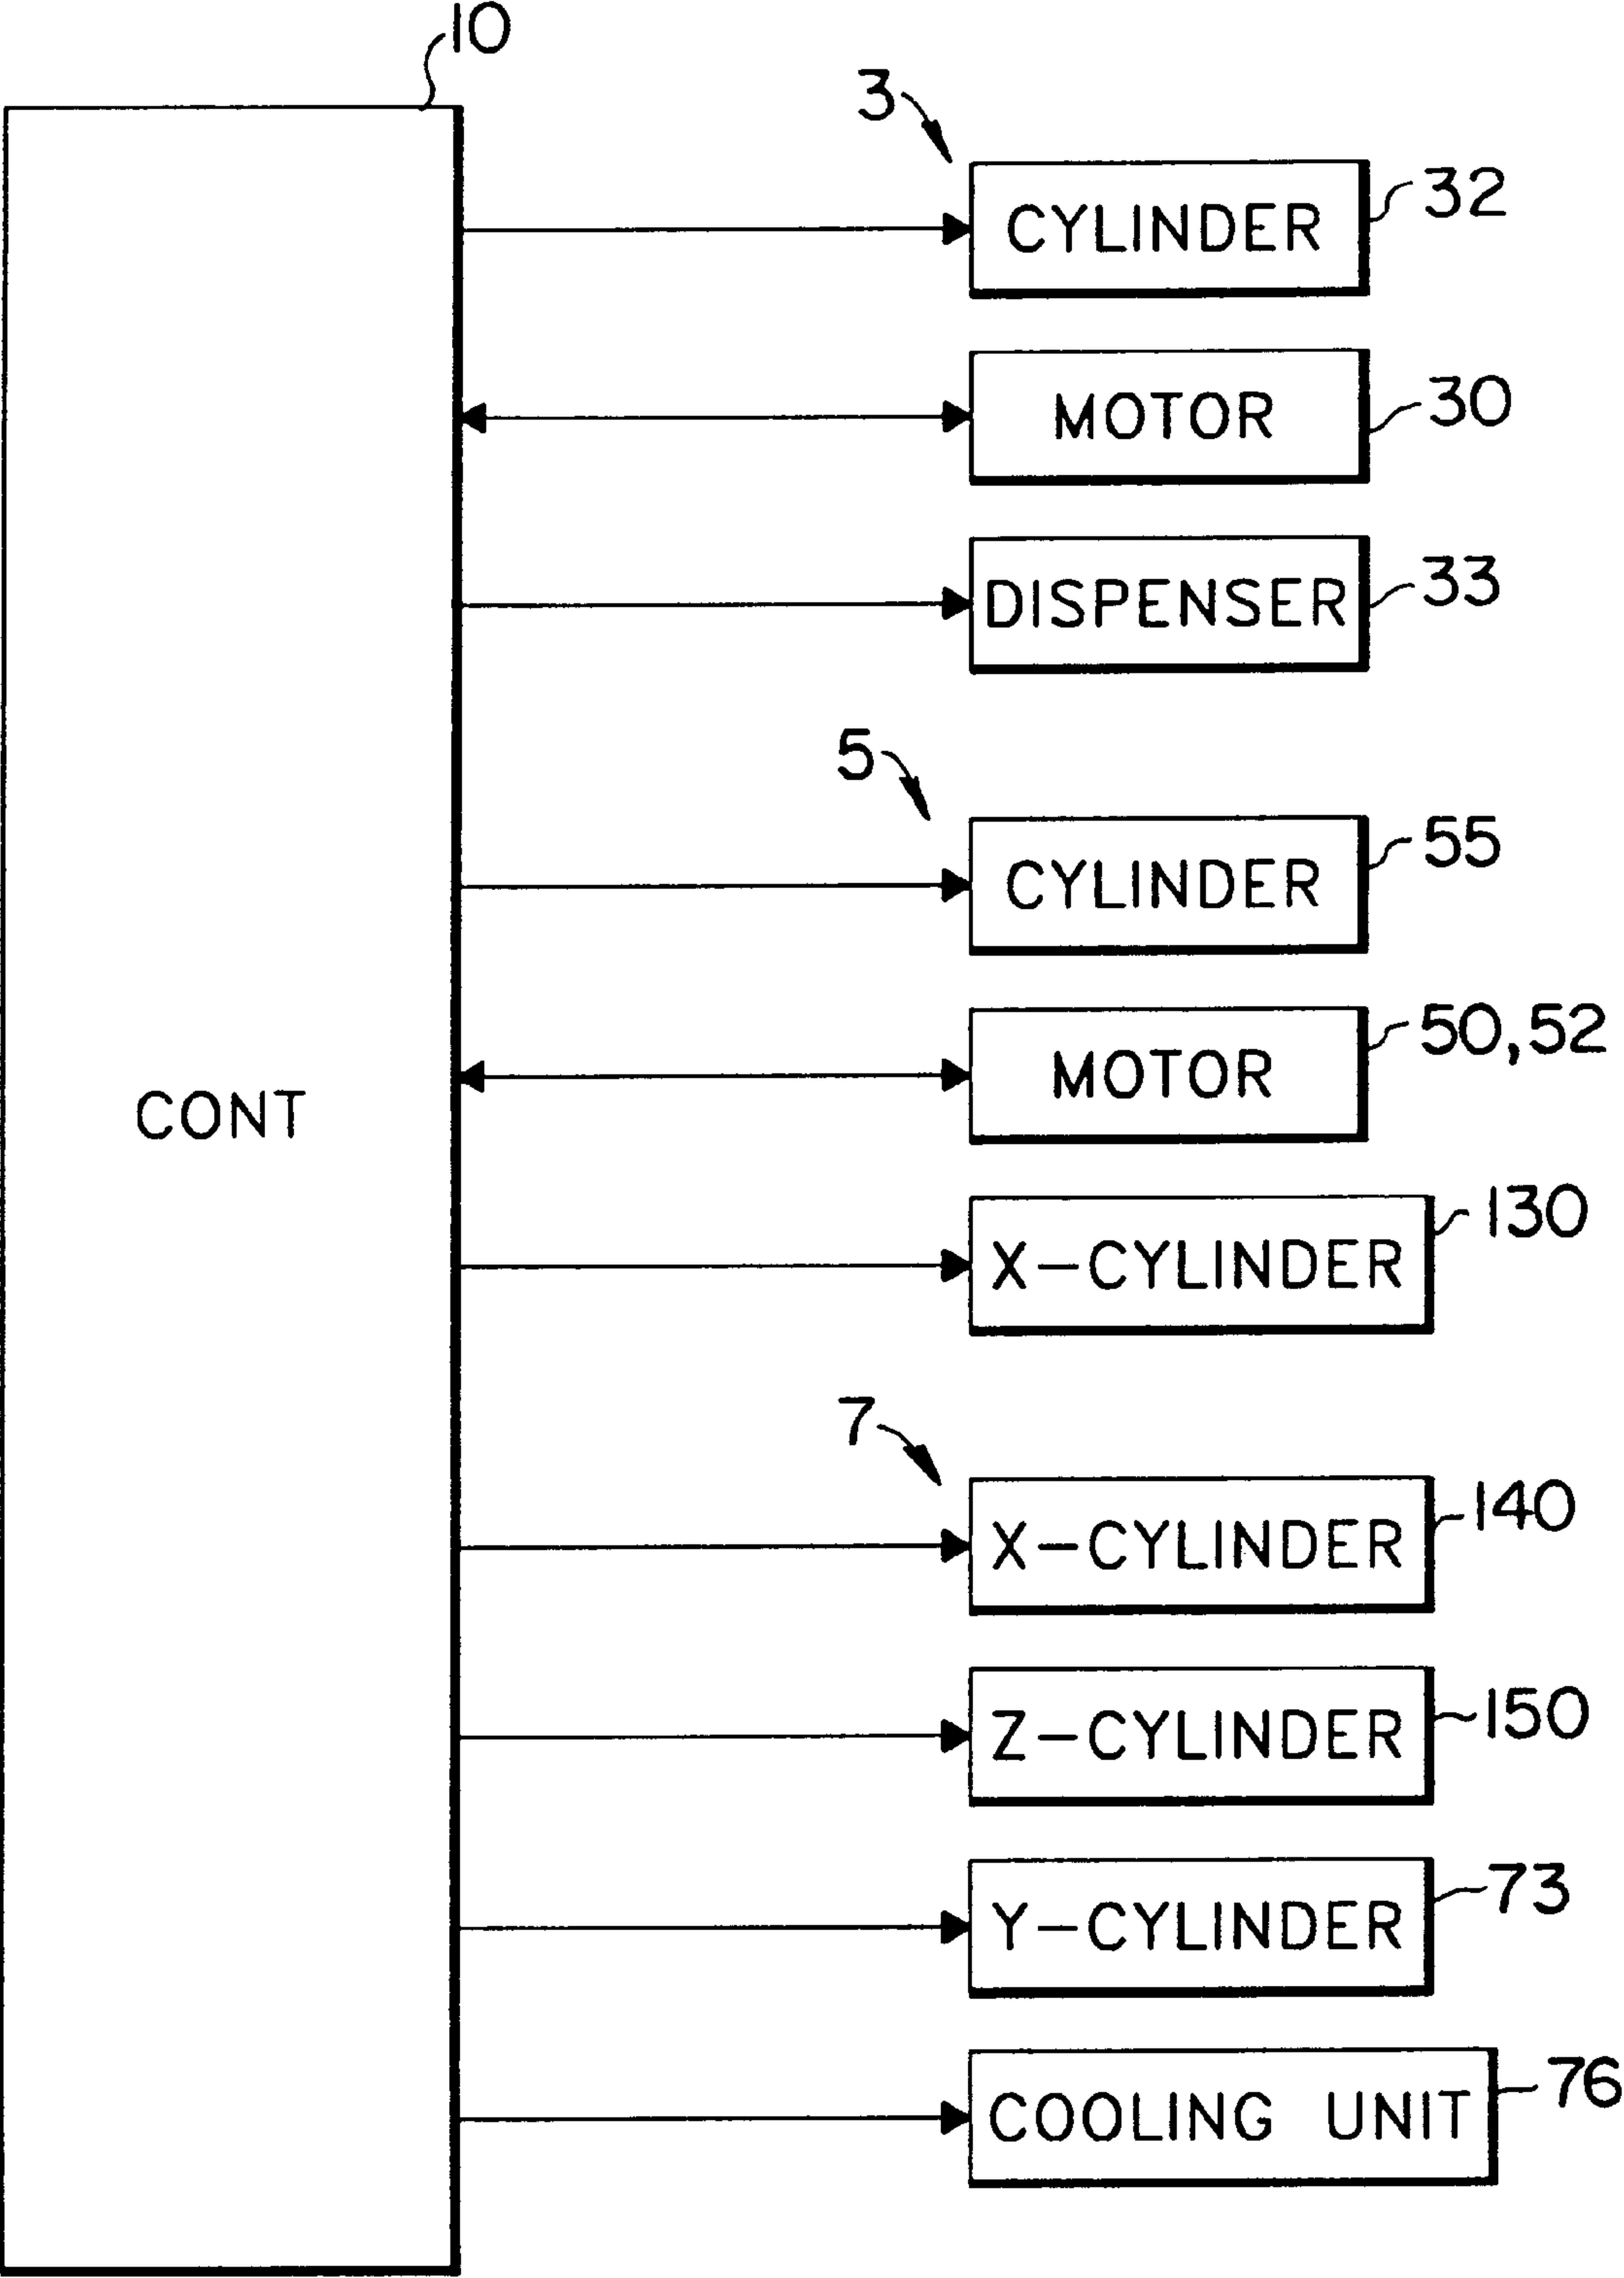 10
3
CYLINDER 32
MOTOR 30
DISPENSER 33
5
CYLINDER 55
MOTOR 50,52
CONT
X-CYLINDER 130
7
X-CYLINDER 140
Z-CYLINDER 150
Y-CYLINDER 73
COOLING UNIT 76